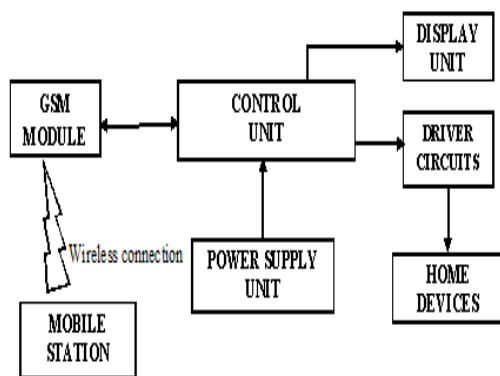 DISPLAY
UNIT
GSM
MODULE
CONTROL
UNIT
DRIVER
CIRCUITS
Wireless connection
POWER SUPPLY
UNIT
HOME
DEVICES
MOBILE
STATION